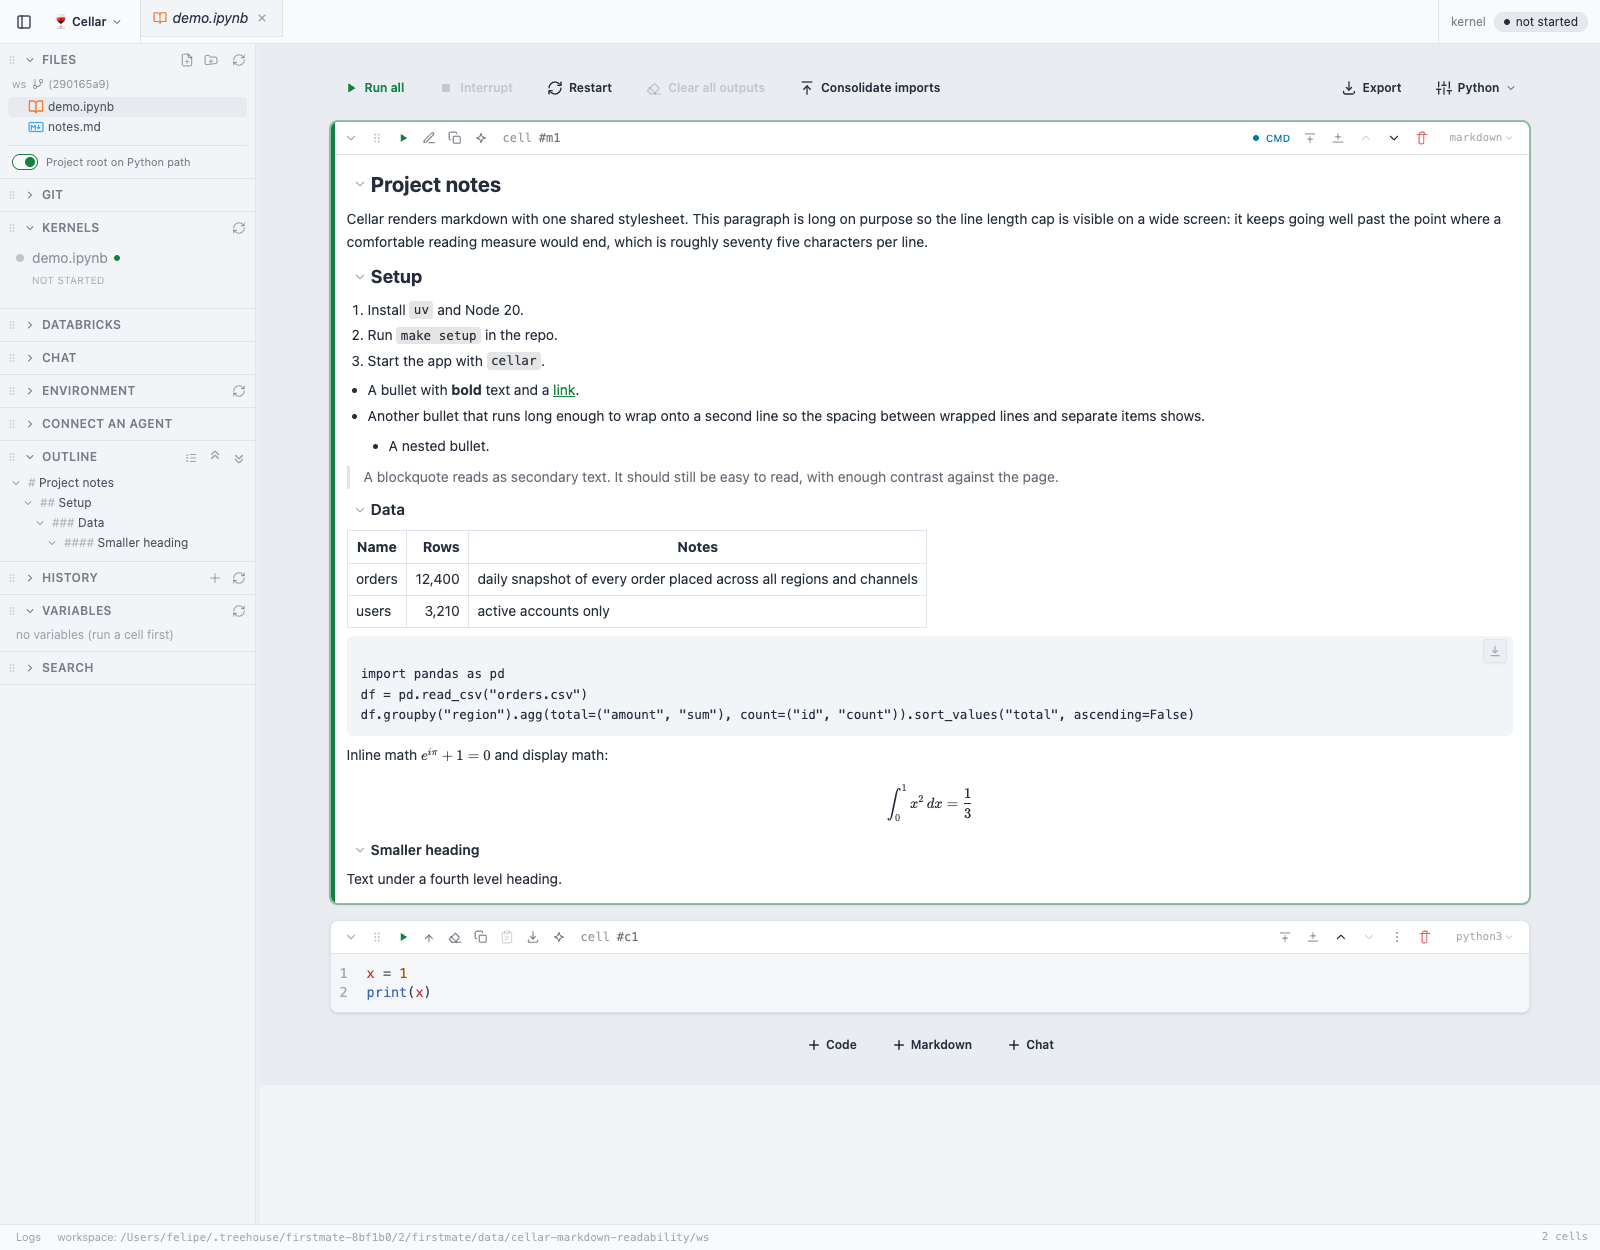 Cellar
demo.ipynb
kernel
not started
FILES
ws (290165a9)
demo.ipynb
notes.md
Project root on Python path
GIT
KERNELS
demo.ipynb
NOT STARTED
DATABRICKS
CHAT
ENVIRONMENT
CONNECT AN AGENT
OUTLINE
# Project notes
## Setup
### Data
#### Smaller heading
HISTORY
VARIABLES
no variables (run a cell first)
SEARCH
Run all
Interrupt
Restart
Clear all outputs
Consolidate imports
Export
Python
cell #m1
CMD
markdown
Project notes
Cellar renders markdown with one shared stylesheet. This paragraph is long on purpose so the line length cap is visible on a wide screen: it keeps going well past the point where a
comfortable reading measure would end, which is roughly seventy five characters per line.
Setup
1. Install uv and Node 20.
2. Run make setup in the repo.
3. Start the app with cellar.
• A bullet with bold text and a link.
• Another bullet that runs long enough to wrap onto a second line so the spacing between wrapped lines and separate items shows.
• A nested bullet.
A blockquote reads as secondary text. It should still be easy to read, with enough contrast against the page.
Data
Name Rows Notes
orders 12,400 daily snapshot of every order placed across all regions and channels
users 3,210 active accounts only
import pandas as pd
df = pd.read_csv("orders.csv")
df.groupby("region").agg(total=("amount", "sum"), count=("id", "count")).sort_values("total", ascending=False)
Inline math e^{iπ} + 1 = 0 and display math:
∫₀¹ x² dx = 1/3
Smaller heading
Text under a fourth level heading.
cell #c1
python3
1 x = 1
2 print(x)
+ Code
+ Markdown
+ Chat
Logs
workspace: /Users/felipe/.treehouse/firstmate-8bf1b0/2/firstmate/data/cellar-markdown-readability/ws
2 cells